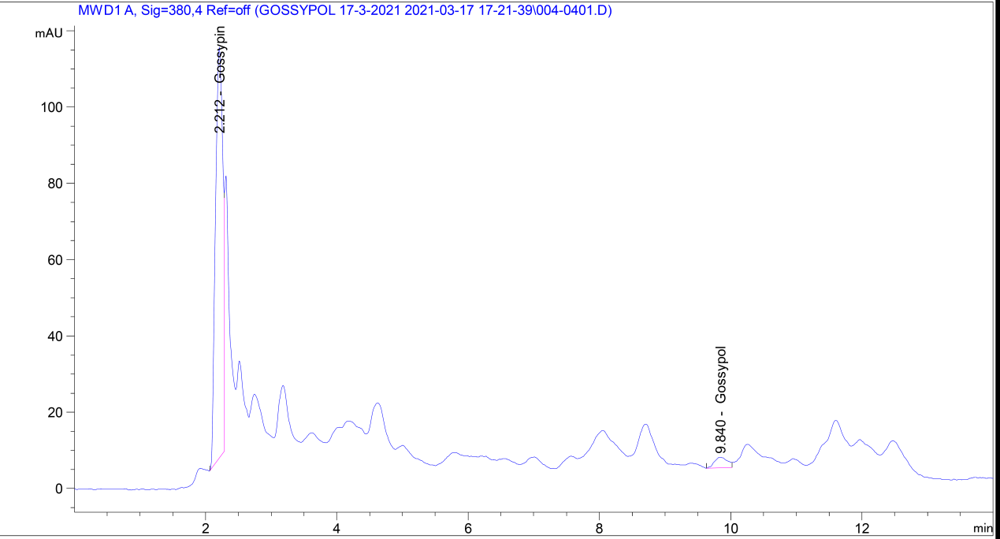 MWD1 A, Sig=380,4 Ref=off (GOSSYPOL 17-3-2021 2021-03-17 17-21-39\004-0401.D)
mAU
2.212 - Gossypin
100
80
60
40
9.840 - Gossypol
20
0
2 4 6 8 10 12 min